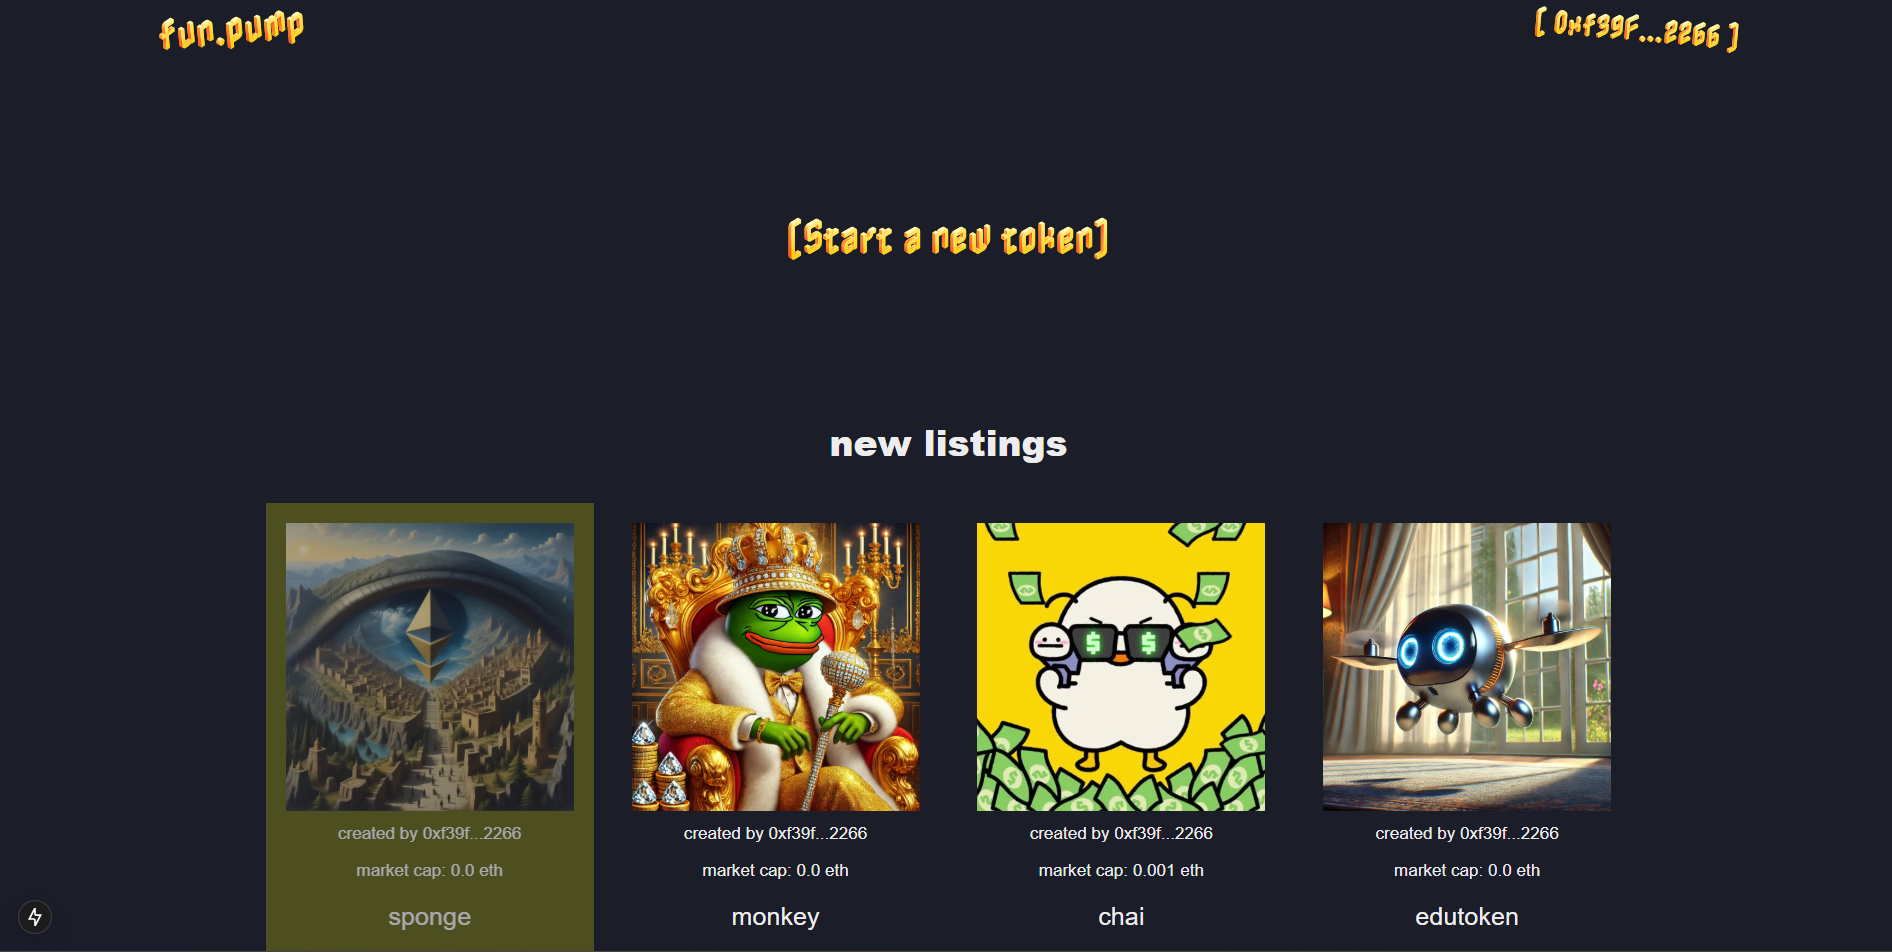 fun.pump
[ 0xf39F...2266 ]
[Start a new token]
new listings
created by 0xf39f...2266
market cap: 0.0 eth
sponge
created by 0xf39f...2266
market cap: 0.0 eth
monkey
created by 0xf39f...2266
market cap: 0.001 eth
chai
created by 0xf39f...2266
market cap: 0.0 eth
edutoken